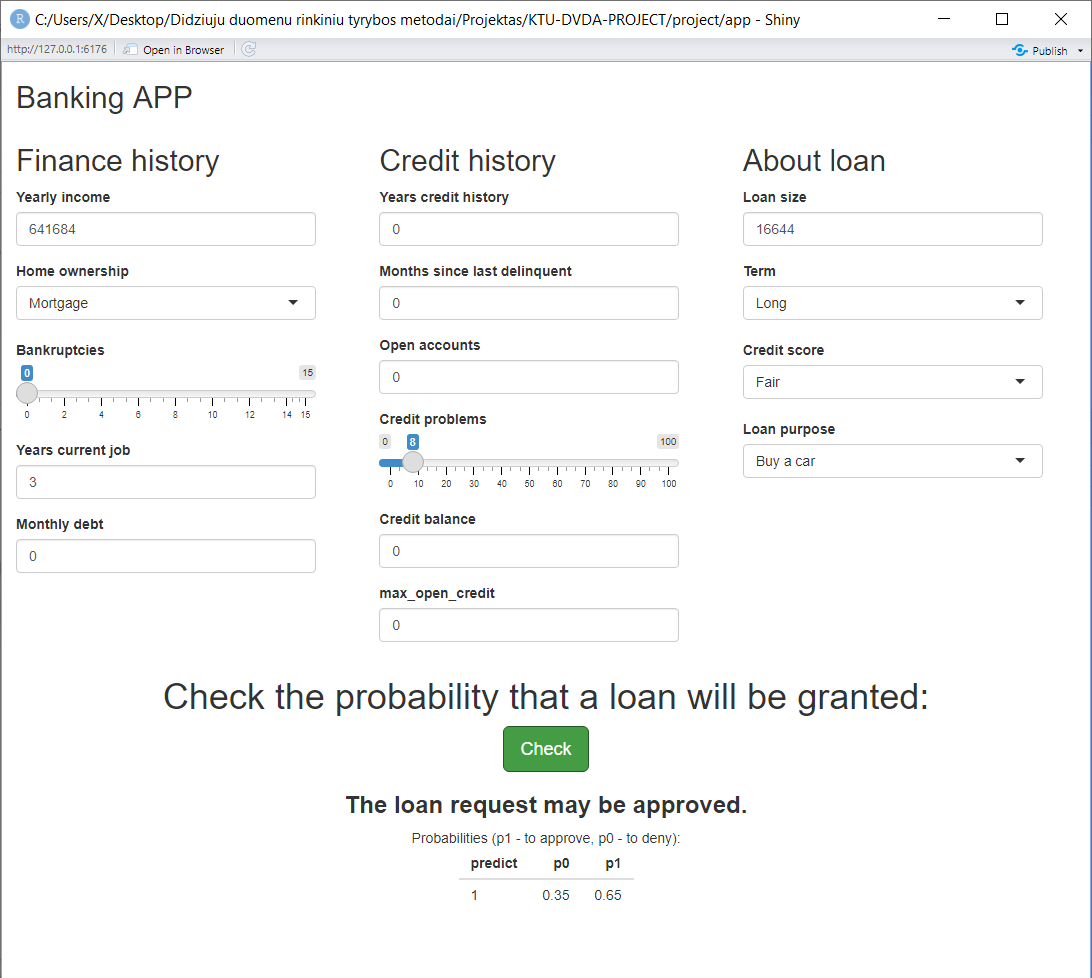 R C:/Users/X/Desktop/Didziuju duomenu rinkiniu tyrybos metodai/Projektas/KTU-DVDA-PROJECT/project/app - Shiny
http://127.0.0.1:6176 Open in Browser Publish
Banking APP
Finance history
Yearly income
641684
Home ownership
Mortgage
Bankruptcies
0 15
0 2 4 6 8 10 12 14 15
Years current job
3
Monthly debt
0
Credit history
Years credit history
0
Months since last delinquent
0
Open accounts
0
Credit problems
0 8 100
0 10 20 30 40 50 60 70 80 90 100
Credit balance
0
max_open_credit
0
About loan
Loan size
16644
Term
Long
Credit score
Fair
Loan purpose
Buy a car
Check the probability that a loan will be granted:
Check
The loan request may be approved.
Probabilities (p1 - to approve, p0 - to deny):
predict p0 p1
1 0.35 0.65